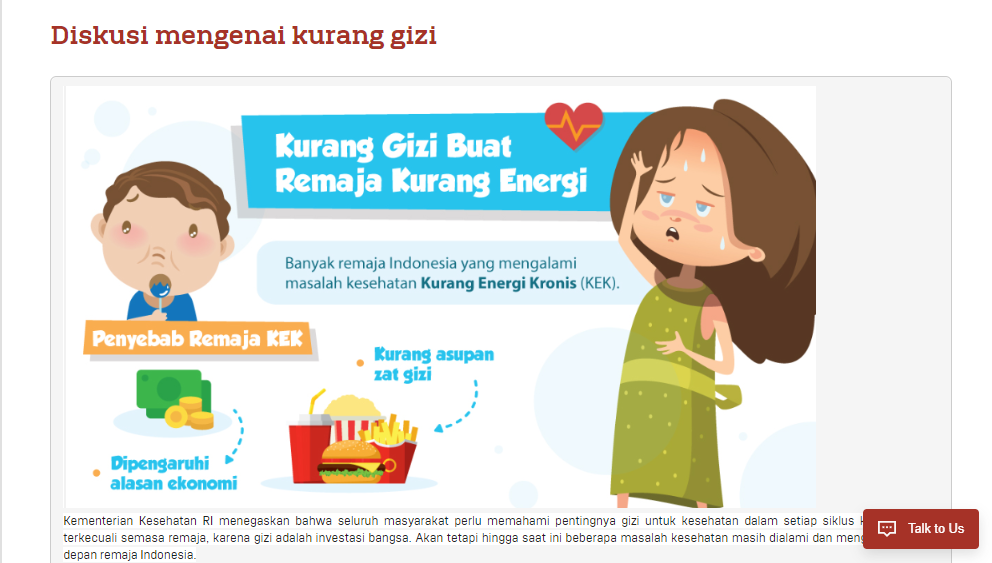 Diskusi mengenai kurang gizi
Kurang Gizi Buat
Remaja Kurang Energi
Banyak remaja Indonesia yang mengalami
masalah kesehatan Kurang Energi Kronis (KEK).
Penyebab Remaja KEK
Kurang asupan
zat gizi
Dipengaruhi
alasan ekonomi
Kementerian Kesehatan RI menegaskan bahwa seluruh masyarakat perlu memahami pentingnya gizi untuk kesehatan dalam setiap siklus
terkecuali semasa remaja, karena gizi adalah investasi bangsa. Akan tetapi hingga saat ini beberapa masalah kesehatan masih dialami dan
depan remaja Indonesia.
Talk to Us